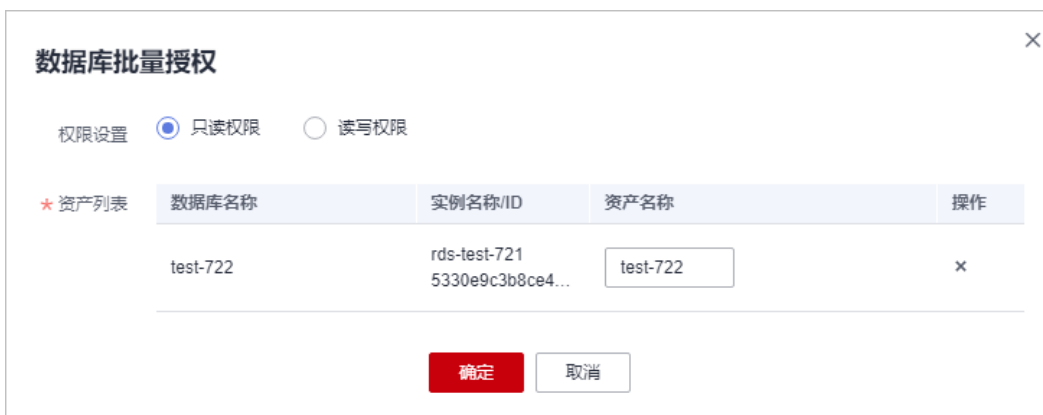 数据库批量授权
权限设置 只读权限 读写权限
* 资产列表 数据库名称 实例名称/ID 资产名称 操作
test-722 rds-test-721 5330e9c3b8ce4... test-722 ×
确定 取消